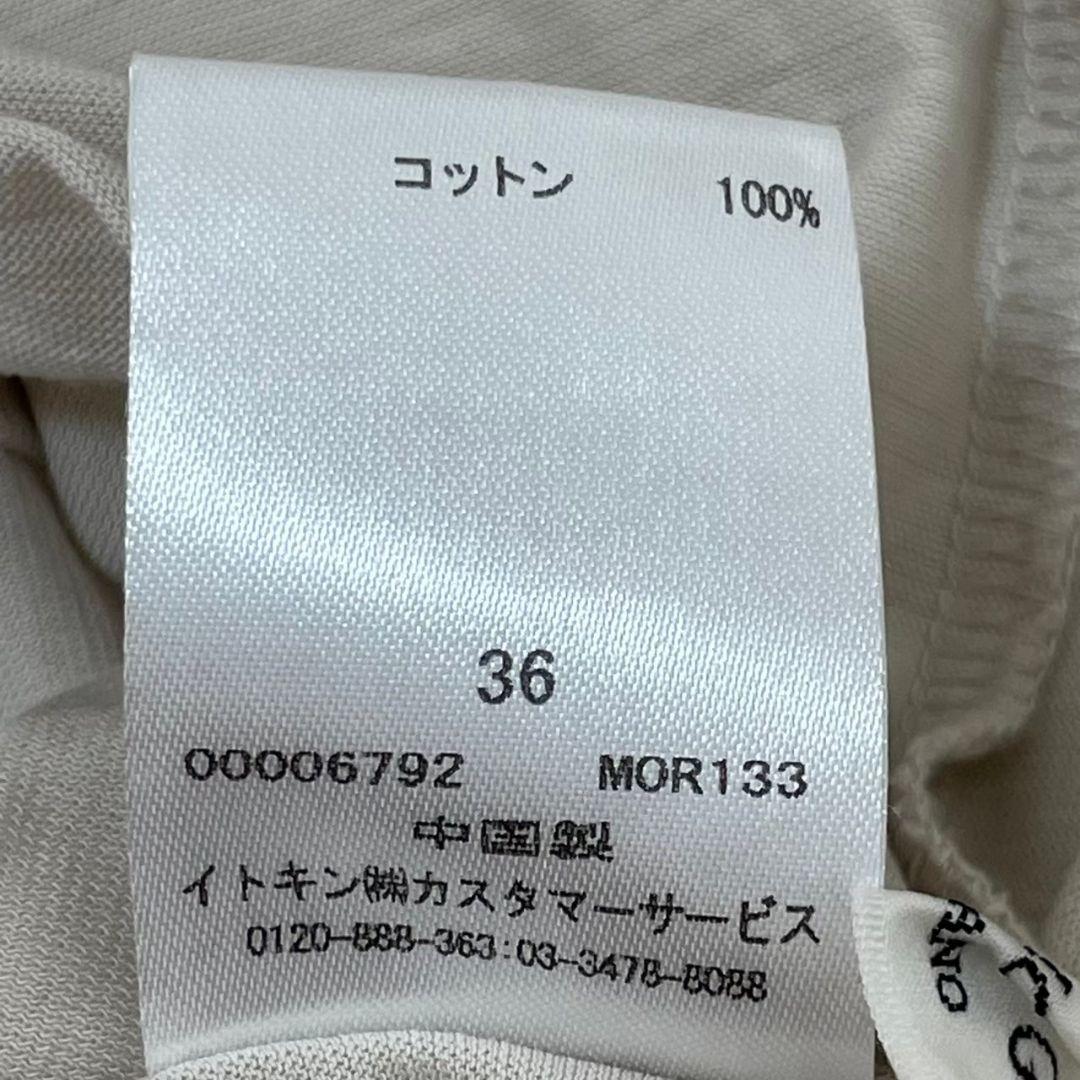 コットン 100%
36
00006792 MOR133
中国製
イトキン㈱カスタマーサービス
0120-888-363:03-3478-8088